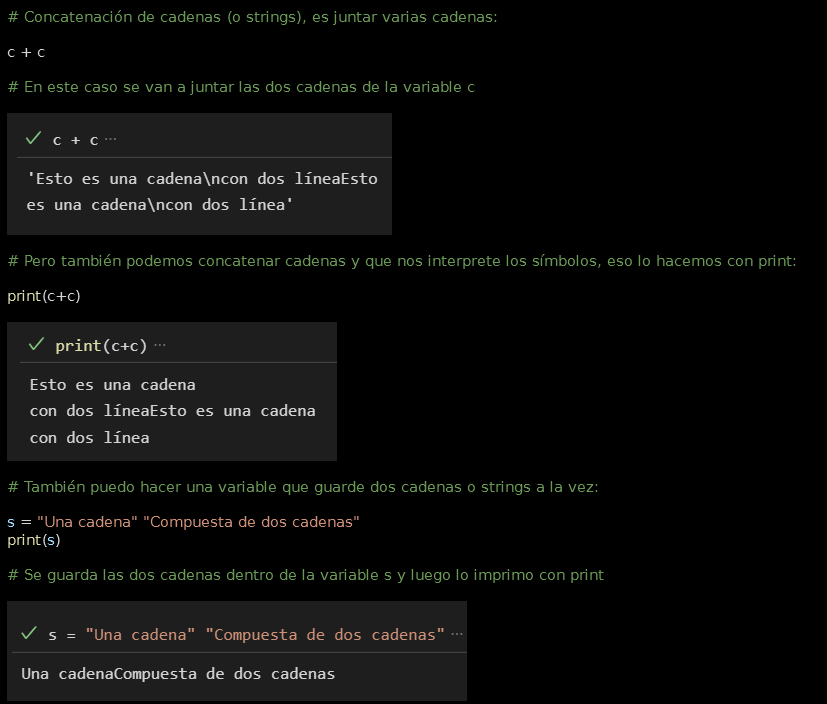 # Concatenación de cadenas (o strings), es juntar varias cadenas:
c + c
# En este caso se van a juntar las dos cadenas de la variable c
✓ c + c ···
'Esto es una cadena\ncon dos líneaEsto
es una cadena\ncon dos línea'
# Pero también podemos concatenar cadenas y que nos interprete los símbolos, eso lo hacemos con print:
print(c+c)
✓ print(c+c) ···
Esto es una cadena
con dos líneaEsto es una cadena
con dos línea
# También puedo hacer una variable que guarde dos cadenas o strings a la vez:
s = "Una cadena" "Compuesta de dos cadenas"
print(s)
# Se guarda las dos cadenas dentro de la variable s y luego lo imprimo con print
✓ s = "Una cadena" "Compuesta de dos cadenas" ···
Una cadenaCompuesta de dos cadenas